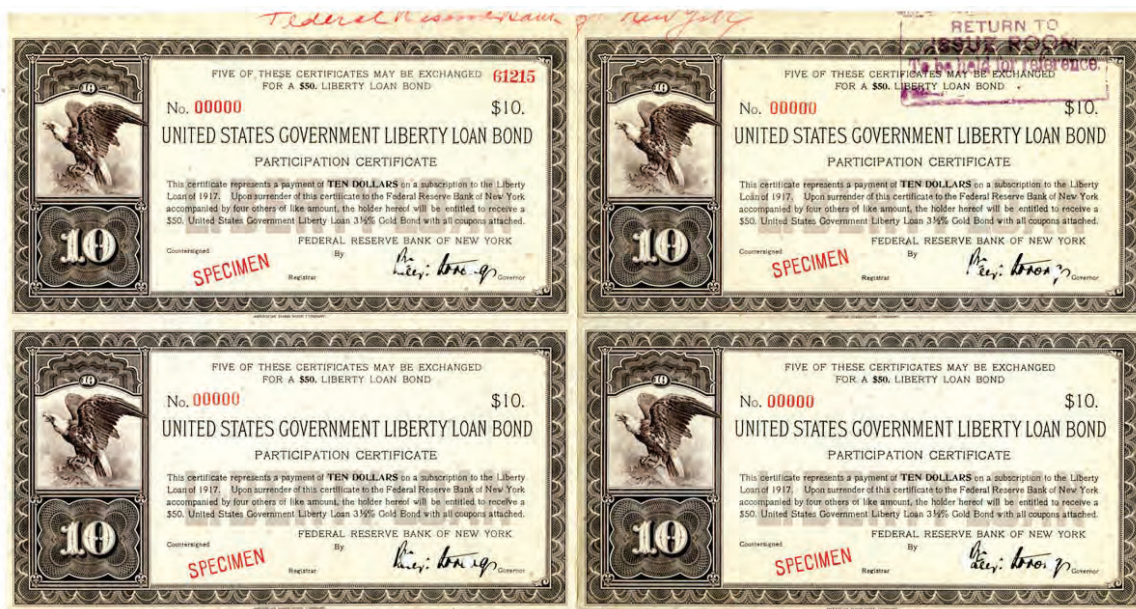 Federal Reserve Bank of New York
RETURN TO
ISSUE ROOM
To be held for reference.
10
FIVE OF THESE CERTIFICATES MAY BE EXCHANGED 61215
FOR A $50. LIBERTY LOAN BOND
No. 00000 $10.
UNITED STATES GOVERNMENT LIBERTY LOAN BOND
PARTICIPATION CERTIFICATE
This certificate represents a payment of TEN DOLLARS on a subscription to the Liberty
Loan of 1917. Upon surrender of this certificate to the Federal Reserve Bank of New York
accompanied by four others of like amount, the holder hereof will be entitled to receive a
$50. United States Government Liberty Loan 3½% Gold Bond with all coupons attached.
10
FEDERAL RESERVE BANK OF NEW YORK
Countersigned By
SPECIMEN
Registrar Governor
AMERICAN BANK NOTE COMPANY.
10
FIVE OF THESE CERTIFICATES MAY BE EXCHANGED
FOR A $50. LIBERTY LOAN BOND
No. 00000 $10.
UNITED STATES GOVERNMENT LIBERTY LOAN BOND
PARTICIPATION CERTIFICATE
This certificate represents a payment of TEN DOLLARS on a subscription to the Liberty
Loan of 1917. Upon surrender of this certificate to the Federal Reserve Bank of New York
accompanied by four others of like amount, the holder hereof will be entitled to receive a
$50. United States Government Liberty Loan 3½% Gold Bond with all coupons attached.
10
FEDERAL RESERVE BANK OF NEW YORK
Countersigned By
SPECIMEN
Registrar Governor
10
FIVE OF THESE CERTIFICATES MAY BE EXCHANGED
FOR A $50. LIBERTY LOAN BOND
No. 00000 $10.
UNITED STATES GOVERNMENT LIBERTY LOAN BOND
PARTICIPATION CERTIFICATE
This certificate represents a payment of TEN DOLLARS on a subscription to the Liberty
Loan of 1917. Upon surrender of this certificate to the Federal Reserve Bank of New York
accompanied by four others of like amount, the holder hereof will be entitled to receive a
$50. United States Government Liberty Loan 3½% Gold Bond with all coupons attached.
10
FEDERAL RESERVE BANK OF NEW YORK
Countersigned By
SPECIMEN
Registrar Governor
10
FIVE OF THESE CERTIFICATES MAY BE EXCHANGED
FOR A $50. LIBERTY LOAN BOND
No. 00000 $10.
UNITED STATES GOVERNMENT LIBERTY LOAN BOND
PARTICIPATION CERTIFICATE
This certificate represents a payment of TEN DOLLARS on a subscription to the Liberty
Loan of 1917. Upon surrender of this certificate to the Federal Reserve Bank of New York
accompanied by four others of like amount, the holder hereof will be entitled to receive a
$50. United States Government Liberty Loan 3½% Gold Bond with all coupons attached.
10
FEDERAL RESERVE BANK OF NEW YORK
Countersigned By
SPECIMEN
Registrar Governor